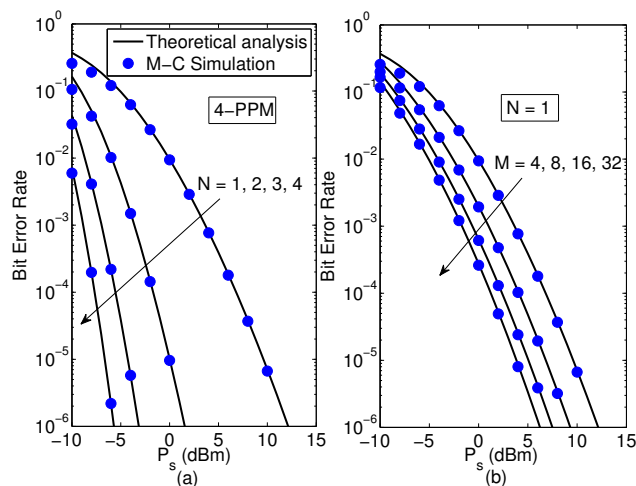 Theoretical analysis
M−C Simulation
4−PPM
N = 1, 2, 3, 4
10^0
10^−1
10^−2
10^−3
10^−4
10^−5
10^−6
Bit Error Rate
−10 −5 0 5 10 15
P_s (dBm)
(a)
N = 1
M = 4, 8, 16, 32
10^0
10^−1
10^−2
10^−3
10^−4
10^−5
10^−6
Bit Error Rate
−10 −5 0 5 10 15
P_s (dBm)
(b)